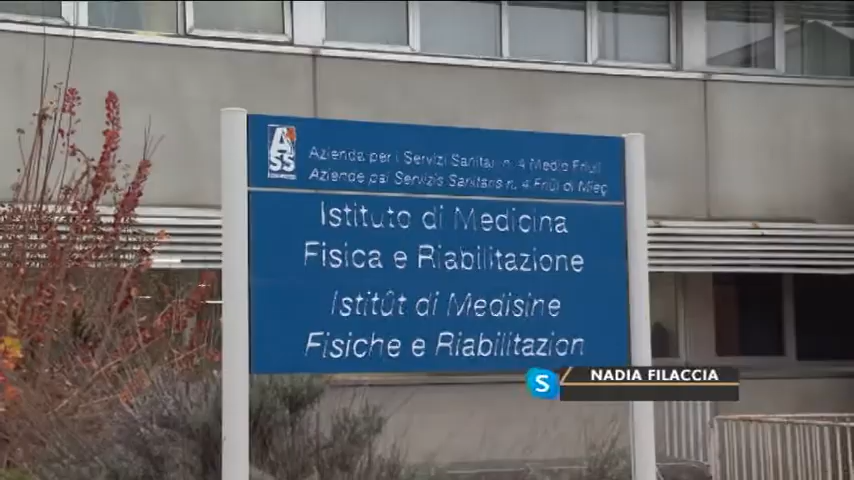 ASS
Azienda per i Servizi Sanitari n. 4 Medio Friuli
Aziende pai Servizis Sanitaris n. 4 Friûl di Mieç
Istituto di Medicina
Fisica e Riabilitazione
Istitût di Medisine
Fisiche e Riabilitazion
S NADIA FILACCIA